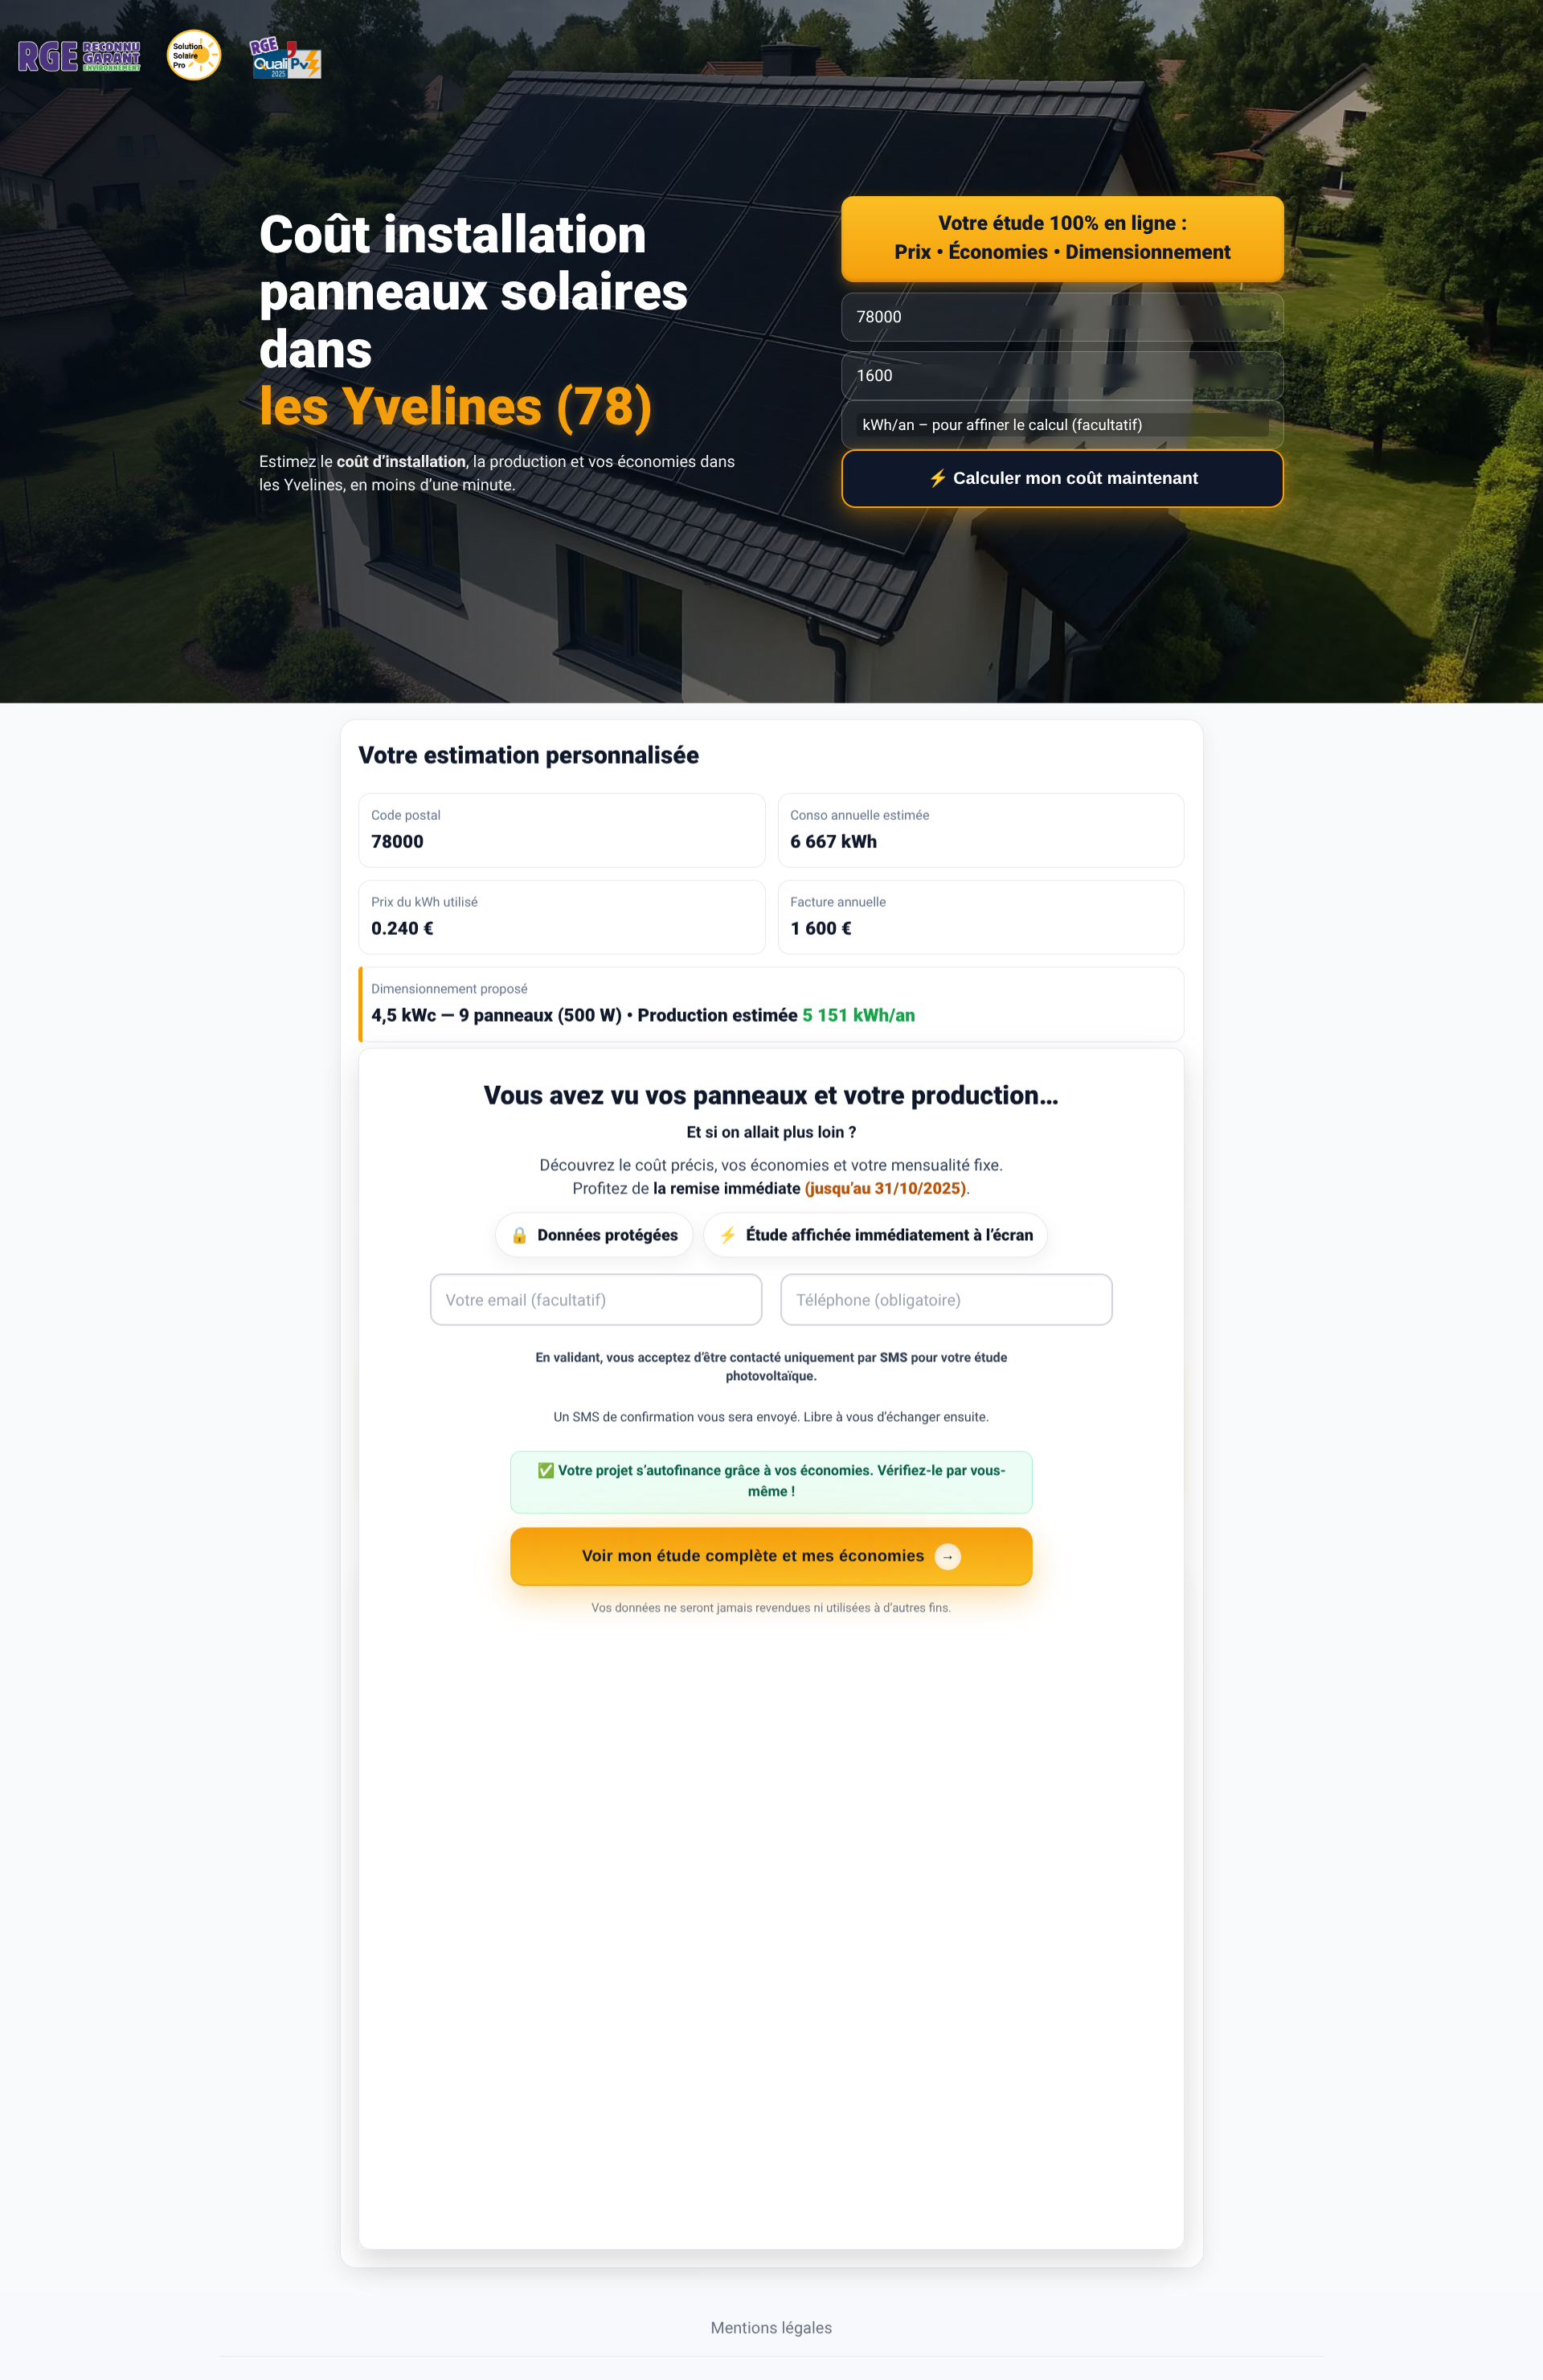 RGE RECONNU
GARANT
ENVIRONNEMENT
Solution
Solaire
Pro
RGE
Quali'PV
2025
Coût installation
panneaux solaires
dans
les Yvelines (78)
Estimez le coût d’installation, la production et vos économies dans
les Yvelines, en moins d’une minute.
Votre étude 100% en ligne :
Prix • Économies • Dimensionnement
78000
1600
kWh/an – pour affiner le calcul (facultatif)
⚡ Calculer mon coût maintenant
Votre estimation personnalisée
Code postal
78000
Conso annuelle estimée
6 667 kWh
Prix du kWh utilisé
0.240 €
Facture annuelle
1 600 €
Dimensionnement proposé
4,5 kWc — 9 panneaux (500 W) • Production estimée 5 151 kWh/an
Vous avez vu vos panneaux et votre production…
Et si on allait plus loin ?
Découvrez le coût précis, vos économies et votre mensualité fixe.
Profitez de la remise immédiate (jusqu’au 31/10/2025).
🔒 Données protégées
⚡ Étude affichée immédiatement à l’écran
Votre email (facultatif)
Téléphone (obligatoire)
En validant, vous acceptez d’être contacté uniquement par SMS pour votre étude
photovoltaïque.
Un SMS de confirmation vous sera envoyé. Libre à vous d’échanger ensuite.
✅ Votre projet s’autofinance grâce à vos économies. Vérifiez-le par vous-
même !
Voir mon étude complète et mes économies →
Vos données ne seront jamais revendues ni utilisées à d’autres fins.
Mentions légales